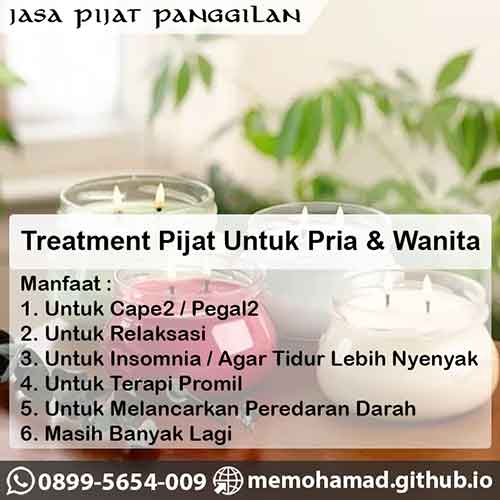 Jasa Pijat Panggilan
Treatment Pijat Untuk Pria & Wanita
Manfaat :
1. Untuk Cape2 / Pegal2
2. Untuk Relaksasi
3. Untuk Insomnia / Agar Tidur Lebih Nyenyak
4. Untuk Terapi Promil
5. Untuk Melancarkan Peredaran Darah
6. Masih Banyak Lagi
0899-5654-009 memohamad.github.io